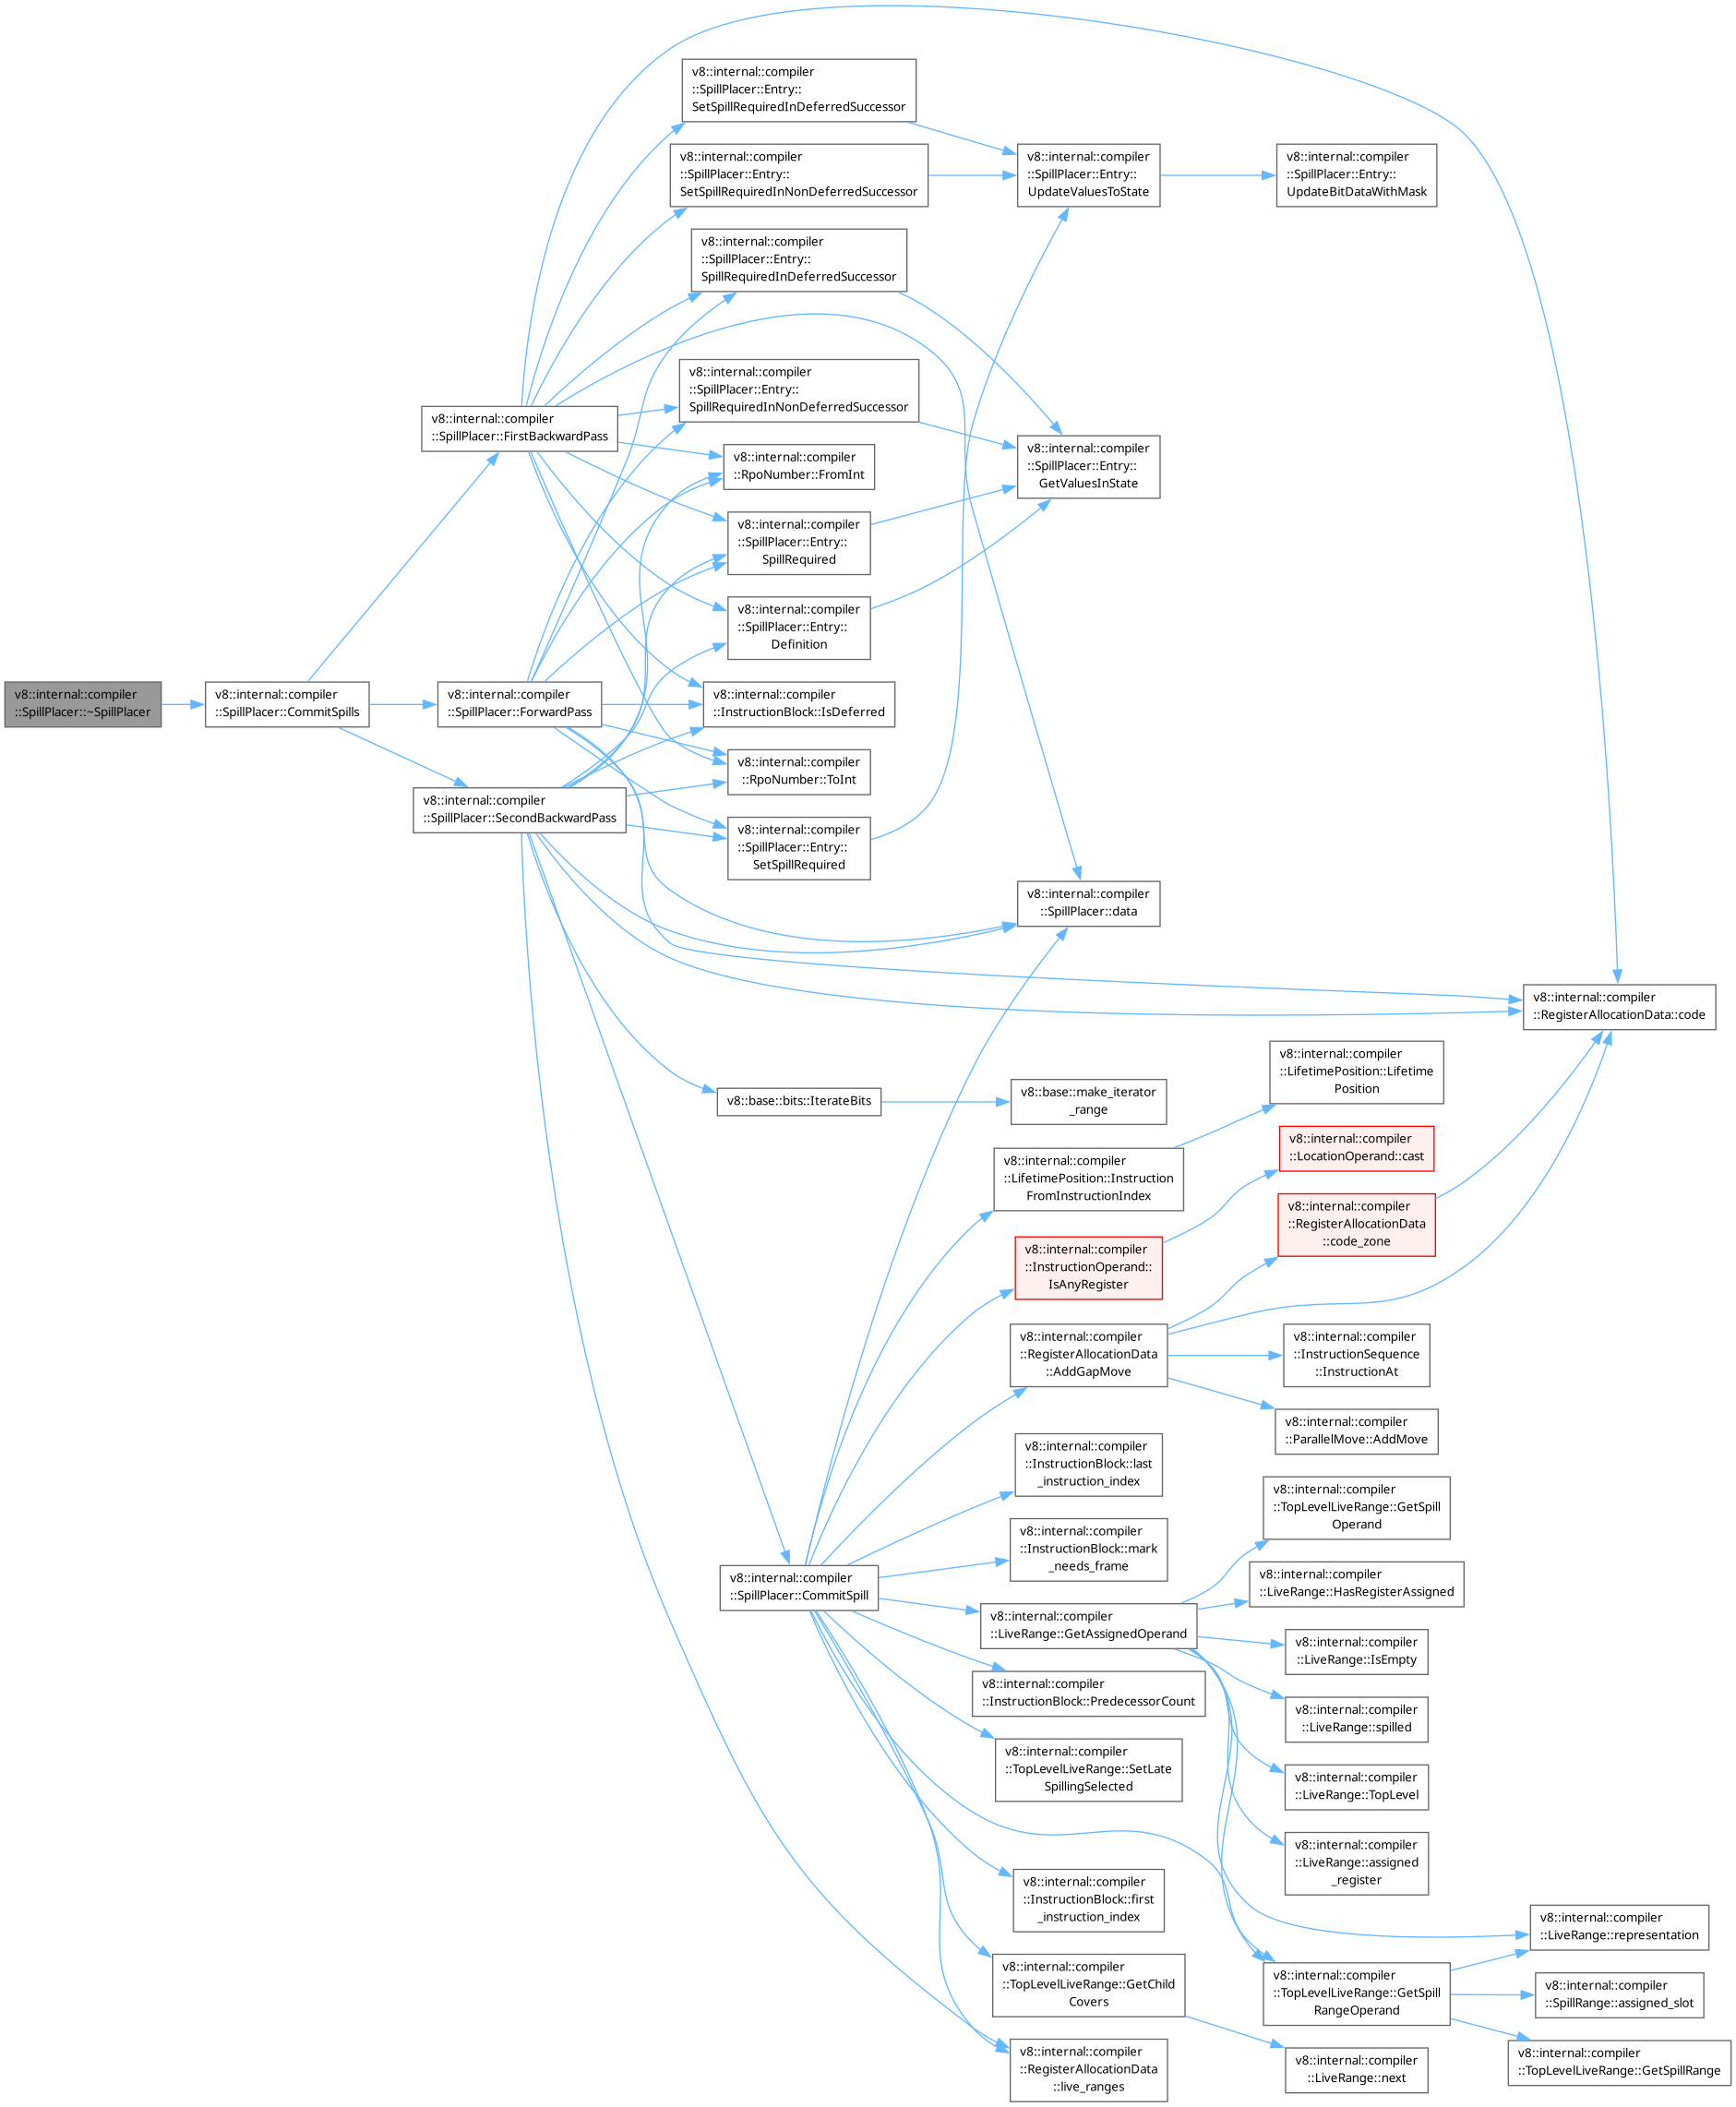 v8::internal::compiler
::SpillPlacer::~SpillPlacer
v8::internal::compiler
::SpillPlacer::CommitSpills
v8::internal::compiler
::SpillPlacer::FirstBackwardPass
v8::internal::compiler
::SpillPlacer::ForwardPass
v8::internal::compiler
::SpillPlacer::SecondBackwardPass
v8::internal::compiler
::SpillPlacer::Entry::
SetSpillRequiredInDeferredSuccessor
v8::internal::compiler
::SpillPlacer::Entry::
SetSpillRequiredInNonDeferredSuccessor
v8::internal::compiler
::SpillPlacer::Entry::
SpillRequiredInDeferredSuccessor
v8::internal::compiler
::SpillPlacer::Entry::
SpillRequiredInNonDeferredSuccessor
v8::internal::compiler
::RpoNumber::FromInt
v8::internal::compiler
::SpillPlacer::Entry::
SpillRequired
v8::internal::compiler
::SpillPlacer::Entry::
Definition
v8::internal::compiler
::InstructionBlock::IsDeferred
v8::internal::compiler
::RpoNumber::ToInt
v8::internal::compiler
::SpillPlacer::Entry::
SetSpillRequired
v8::base::bits::IterateBits
v8::internal::compiler
::SpillPlacer::CommitSpill
v8::internal::compiler
::SpillPlacer::Entry::
UpdateValuesToState
v8::internal::compiler
::SpillPlacer::Entry::
GetValuesInState
v8::internal::compiler
::SpillPlacer::data
v8::base::make_iterator
_range
v8::internal::compiler
::LifetimePosition::Instruction
FromInstructionIndex
v8::internal::compiler
::InstructionOperand::
IsAnyRegister
v8::internal::compiler
::RegisterAllocationData
::AddGapMove
v8::internal::compiler
::InstructionBlock::last
_instruction_index
v8::internal::compiler
::InstructionBlock::mark
_needs_frame
v8::internal::compiler
::LiveRange::GetAssignedOperand
v8::internal::compiler
::InstructionBlock::PredecessorCount
v8::internal::compiler
::TopLevelLiveRange::SetLate
SpillingSelected
v8::internal::compiler
::InstructionBlock::first
_instruction_index
v8::internal::compiler
::TopLevelLiveRange::GetChild
Covers
v8::internal::compiler
::RegisterAllocationData
::live_ranges
v8::internal::compiler
::SpillPlacer::Entry::
UpdateBitDataWithMask
v8::internal::compiler
::LifetimePosition::Lifetime
Position
v8::internal::compiler
::LocationOperand::cast
v8::internal::compiler
::RegisterAllocationData
::code_zone
v8::internal::compiler
::InstructionSequence
::InstructionAt
v8::internal::compiler
::ParallelMove::AddMove
v8::internal::compiler
::TopLevelLiveRange::GetSpill
Operand
v8::internal::compiler
::LiveRange::HasRegisterAssigned
v8::internal::compiler
::LiveRange::IsEmpty
v8::internal::compiler
::LiveRange::spilled
v8::internal::compiler
::LiveRange::TopLevel
v8::internal::compiler
::LiveRange::assigned
_register
v8::internal::compiler
::TopLevelLiveRange::GetSpill
RangeOperand
v8::internal::compiler
::LiveRange::next
v8::internal::compiler
::RegisterAllocationData::code
v8::internal::compiler
::LiveRange::representation
v8::internal::compiler
::SpillRange::assigned_slot
v8::internal::compiler
::TopLevelLiveRange::GetSpillRange